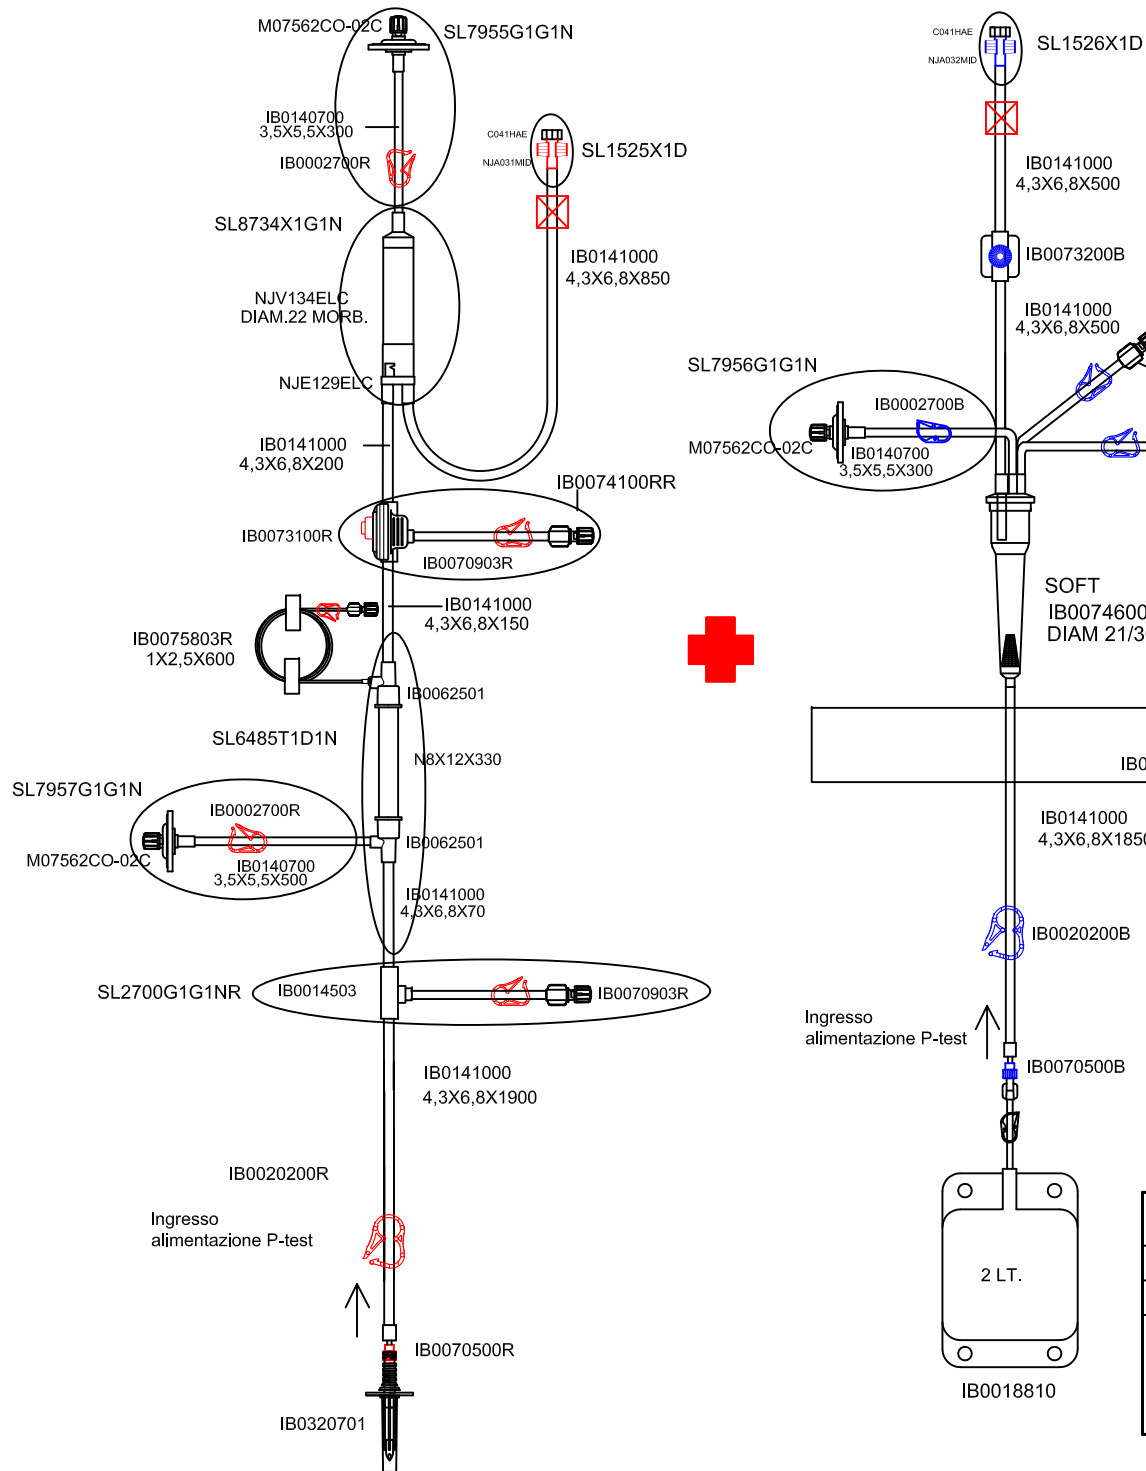 M07562CO-02C
SL7955G1G1N
IB0140700
3,5X5,5X300
IB0002700R
C041HAE
NJA031MID
SL1525X1D
SL8734X1G1N
IB0141000
4,3X6,8X850
NJV134ELC
DIAM.22 MORB.
NJE129ELC
IB0141000
4,3X6,8X200
IB0074100RR
IB0073100R
IB0070903R
IB0141000
4,3X6,8X150
IB0075803R
1X2,5X600
IB0062501
SL6485T1D1N
N8X12X330
SL7957G1G1N
IB0002700R
M07562CO-02C
IB0140700
3,5X5,5X500
IB0062501
IB0141000
4,3X6,8X70
SL2700G1G1NR
IB0014503
IB0070903R
IB0141000
4,3X6,8X1900
IB0020200R
Ingresso
alimentazione P-test
IB0070500R
IB0320701
C041HAE
NJA032MID
SL1526X1D
IB0141000
4,3X6,8X500
IB0073200B
IB0141000
4,3X6,8X500
SL7956G1G1N
IB0002700B
M07562CO-02C
IB0140700
3,5X5,5X300
SOFT
IB0074600
DIAM 21/3
IB0
IB0141000
4,3X6,8X1850
IB0020200B
Ingresso
alimentazione P-test
IB0070500B
2 LT.
IB0018810